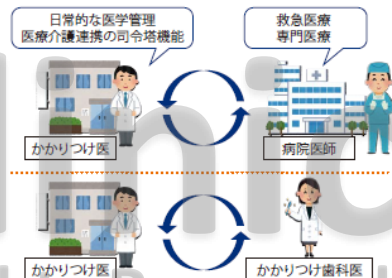 日常的な医学管理
医療介護連携の司令塔機能
救急医療
専門医療
かかりつけ医
病院医師
かかりつけ医
かかりつけ歯科医